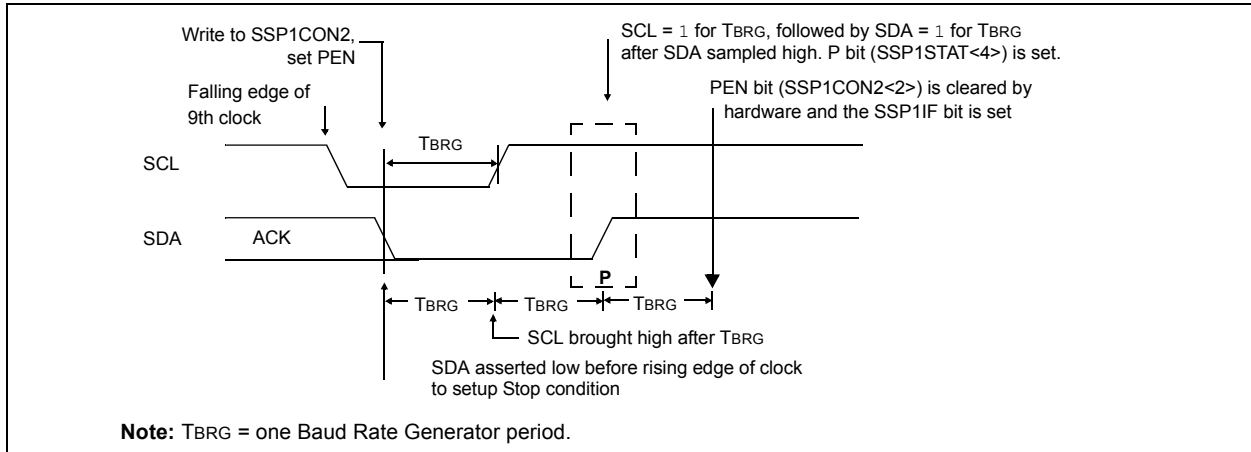 Write to SSP1CON2,
set PEN
SCL = 1 for TBRG, followed by SDA = 1 for TBRG
after SDA sampled high. P bit (SSP1STAT<4>) is set.
Falling edge of
9th clock
PEN bit (SSP1CON2<2>) is cleared by
hardware and the SSP1IF bit is set
TBRG
SCL
SDA
ACK
P
TBRG
TBRG
TBRG
SCL brought high after TBRG
SDA asserted low before rising edge of clock
to setup Stop condition
Note: TBRG = one Baud Rate Generator period.